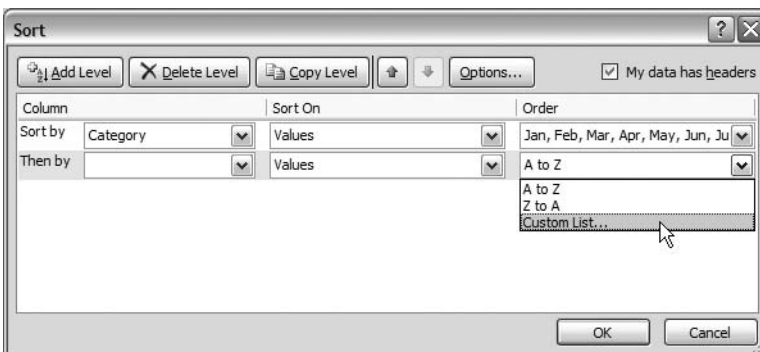 Sort
Add Level Delete Level Copy Level Options... My data has headers
Column Sort On Order
Sort by Category Values Jan, Feb, Mar, Apr, May, Jun, Ju
Then by Values A to Z
A to Z
Z to A
Custom List...
OK Cancel